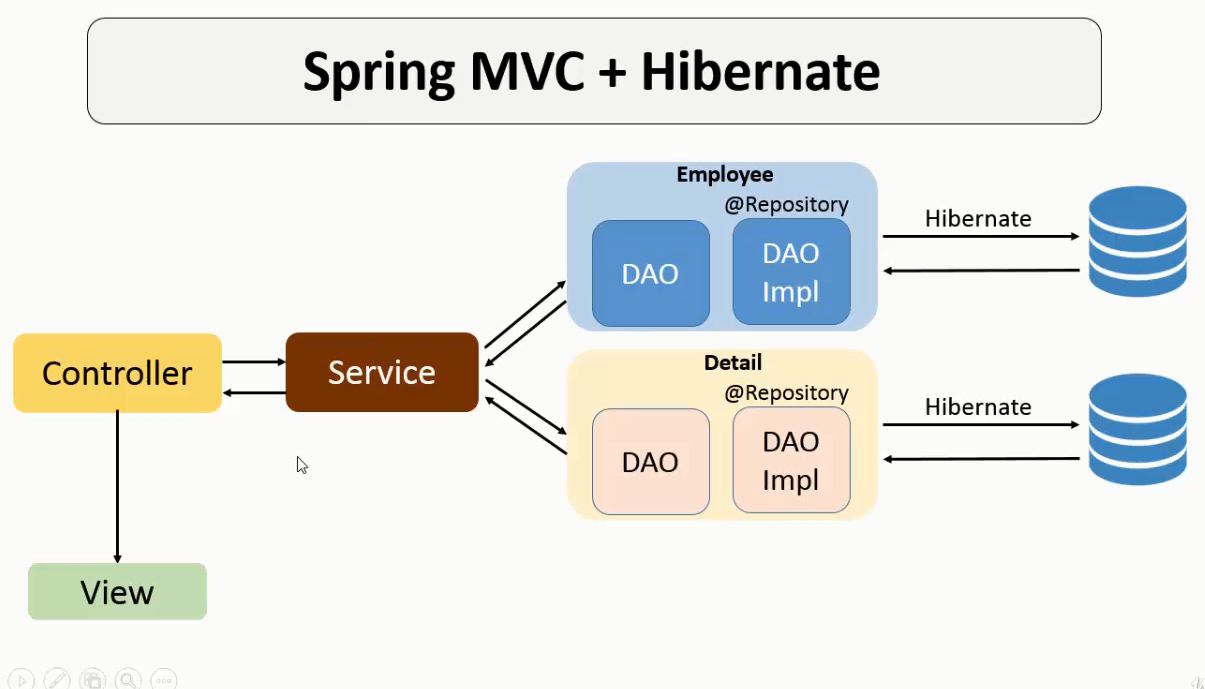 Spring MVC + Hibernate
Employee
@Repository
DAO
DAO
Impl
Hibernate
Controller
Service
Detail
@Repository
DAO
DAO
Impl
Hibernate
View